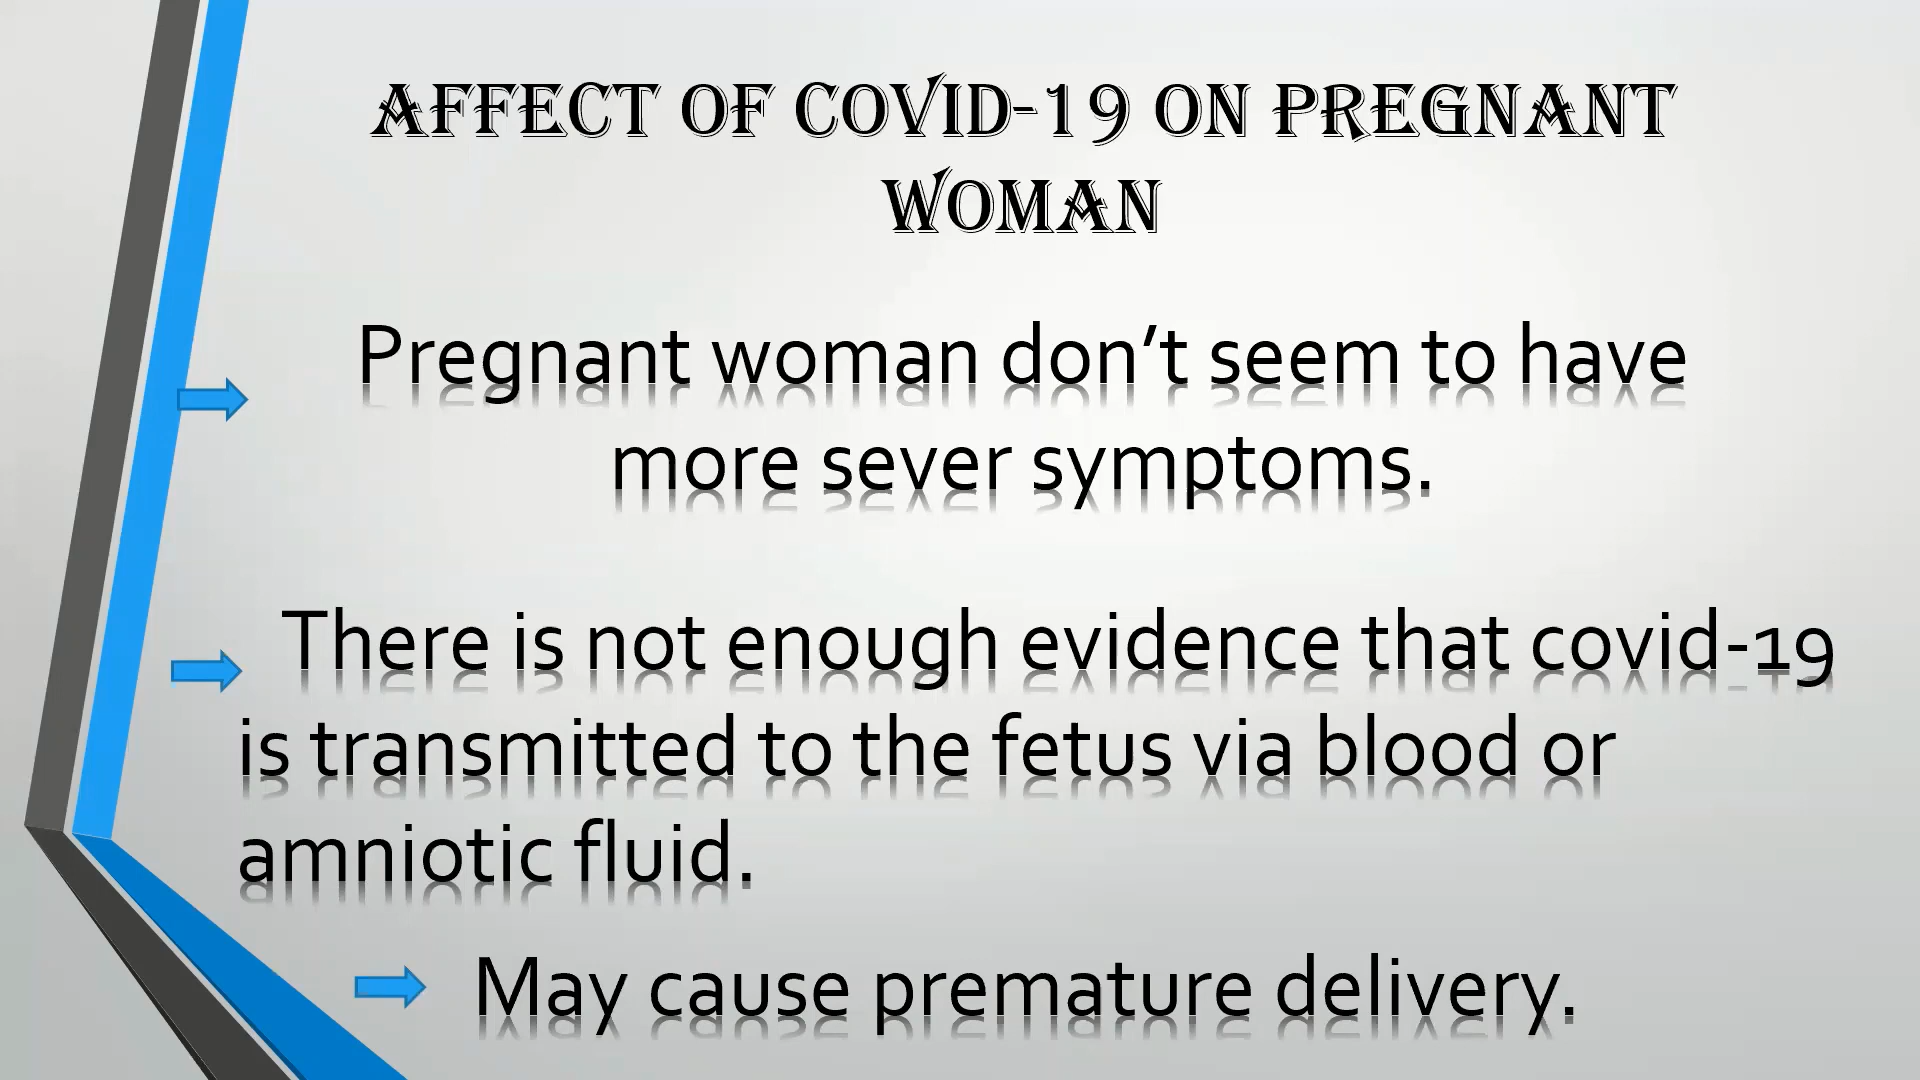 AFFECT OF COVID-19 ON PREGNANT
WOMAN
Pregnant woman don’t seem to have
more sever symptoms.
There is not enough evidence that covid-19
is transmitted to the fetus via blood or
amniotic fluid.
May cause premature delivery.